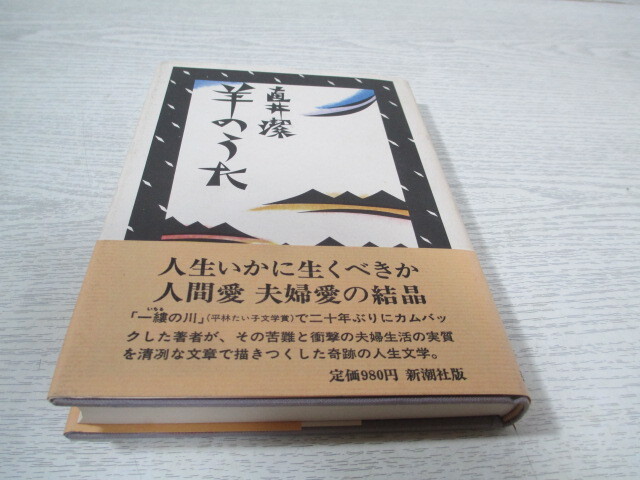 直井潔
羊のうた
人生いかに生くべきか
人間愛 夫婦愛の結晶
いちる
「一縷の川」(平林たい子文学賞)で二十年ぶりにカムバッ
クした著者が、その苦難と衝撃の夫婦生活の実質
を清冽な文章で描きつくした奇跡の人生文学。
定価980円 新潮社版